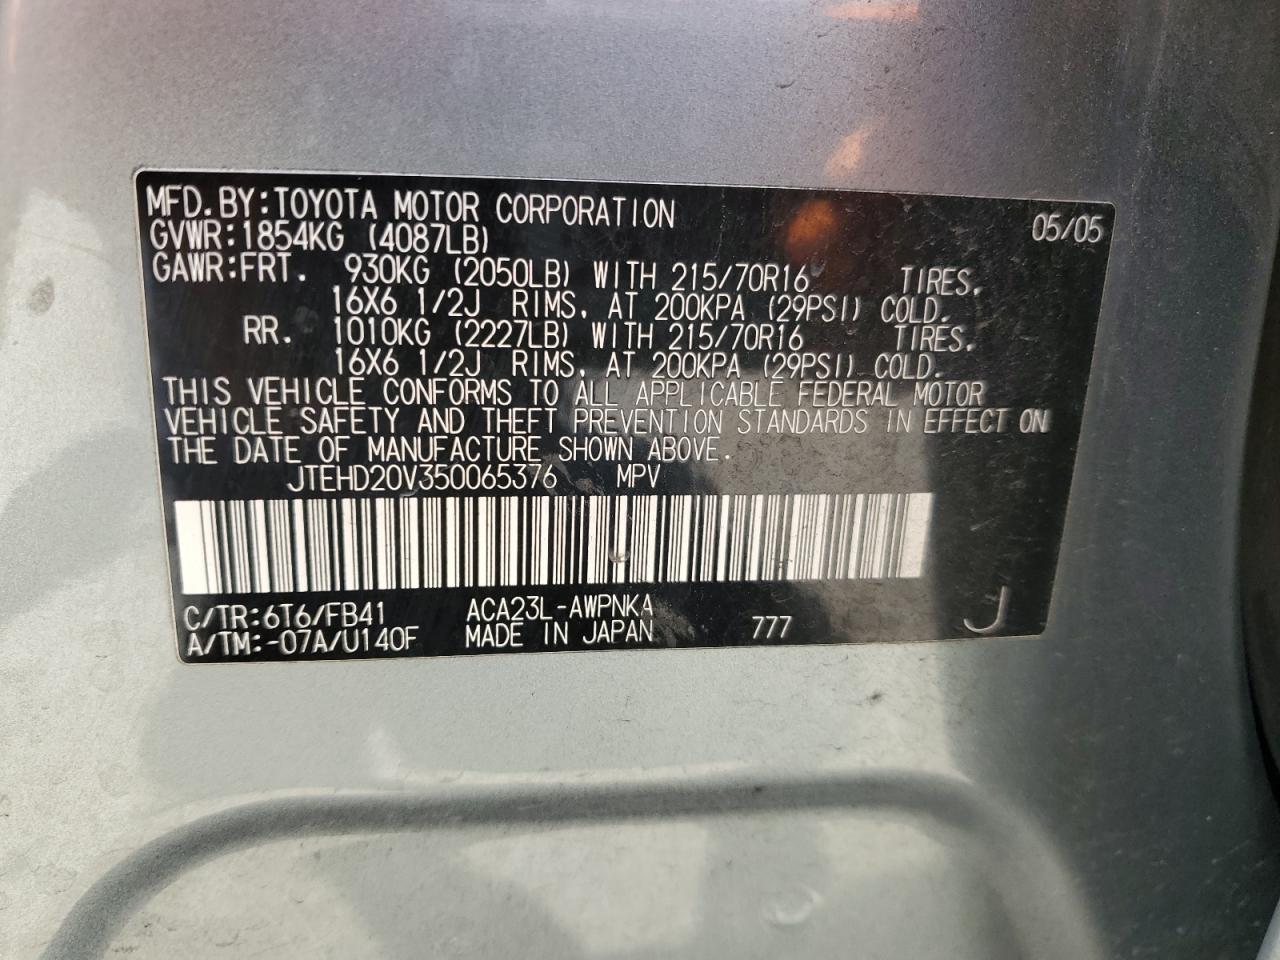 MFD.BY:TOYOTA MOTOR CORPORATION 05/05
GVWR:1854KG (4087LB)
GAWR:FRT. 930KG (2050LB) WITH 215/70R16 TIRES,
16X6 1/2J RIMS, AT 200KPA (29PSI) COLD.
RR. 1010KG (2227LB) WITH 215/70R16 TIRES,
16X6 1/2J RIMS, AT 200KPA (29PSI) COLD.
THIS VEHICLE CONFORMS TO ALL APPLICABLE FEDERAL MOTOR
VEHICLE SAFETY AND THEFT PREVENTION STANDARDS IN EFFECT ON
THE DATE OF MANUFACTURE SHOWN ABOVE.
JTEHD20V350065376 MPV
C/TR:6T6/FB41 ACA23L-AWPNKA
A/TM:-07A/U140F MADE IN JAPAN 777 J